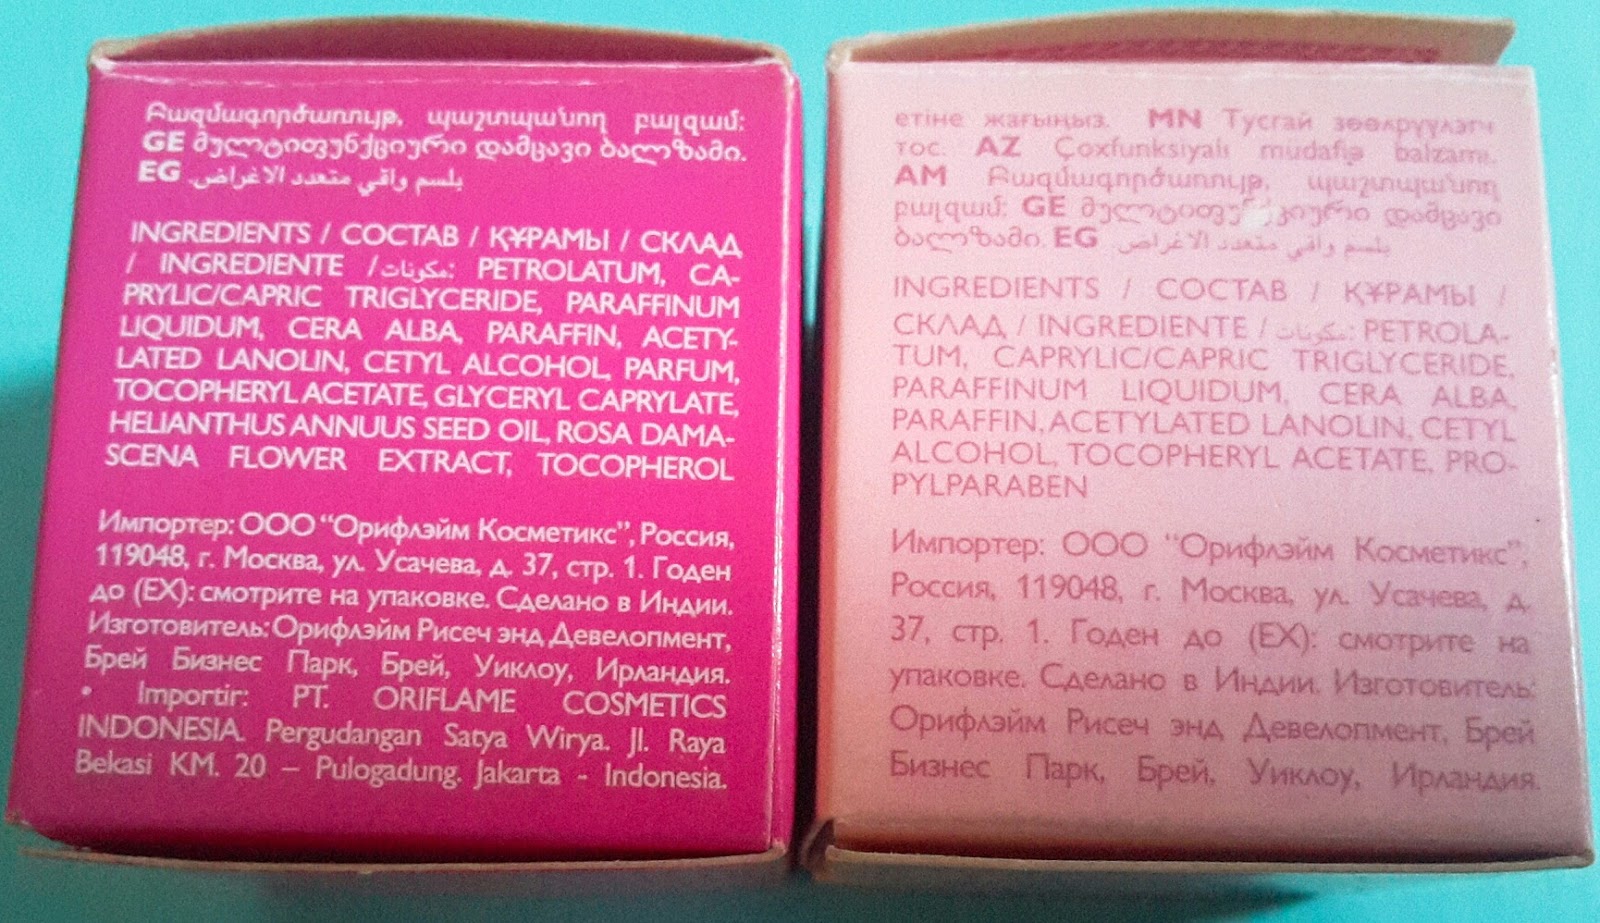 Բազմագործառույթ, պաշտպանող բալզամ:
GE მულტიფუნქციური დამცავი ბალზამი.
EG بلسم واقي متعدد الاغراض.
INGREDIENTS / СОСТАВ / ҚҰРАМЫ / СКЛАД
/ INGREDIENTE / مكونات: PETROLATUM, CA-
PRYLIC/CAPRIC TRIGLYCERIDE, PARAFFINUM
LIQUIDUM, CERA ALBA, PARAFFIN, ACETY-
LATED LANOLIN, CETYL ALCOHOL, PARFUM,
TOCOPHERYL ACETATE, GLYCERYL CAPRYLATE,
HELIANTHUS ANNUUS SEED OIL, ROSA DAMA-
SCENA FLOWER EXTRACT, TOCOPHEROL
Импортер: ООО “Орифлэйм Косметикс”, Россия,
119048, г. Москва, ул. Усачева, д. 37, стр. 1. Годен
до (EX): смотрите на упаковке. Сделано в Индии.
Изготовитель: Орифлэйм Рисеч энд Девелопмент,
Брей Бизнес Парк, Брей, Уиклоу, Ирландия.
• Importir: PT. ORIFLAME COSMETICS
INDONESIA. Pergudangan Satya Wirya. Jl. Raya
Bekasi KM. 20 – Pulogadung. Jakarta - Indonesia.
етіне жағыңыз. MN Тусгай зөөлрүүлэгч
тос. AZ Çoxfunksiyalı müdafiə balzamı.
AM Բազմագործառույթ, պաշտպանող
բալզամ: GE მულტიფუნქციური დამცავი
ბალზამი. EG بلسم واقي متعدد الاغراض.
INGREDIENTS / СОСТАВ / ҚҰРАМЫ /
СКЛАД / INGREDIENTE / مكونات: PETROLA-
TUM, CAPRYLIC/CAPRIC TRIGLYCERIDE,
PARAFFINUM LIQUIDUM, CERA ALBA,
PARAFFIN, ACETYLATED LANOLIN, CETYL
ALCOHOL, TOCOPHERYL ACETATE, PRO-
PYLPARABEN
Импортер: ООО “Орифлэйм Косметикс”,
Россия, 119048, г. Москва, ул. Усачева, д.
37, стр. 1. Годен до (EX): смотрите на
упаковке. Сделано в Индии. Изготовитель:
Орифлэйм Рисеч энд Девелопмент, Брей
Бизнес Парк, Брей, Уиклоу, Ирландия.